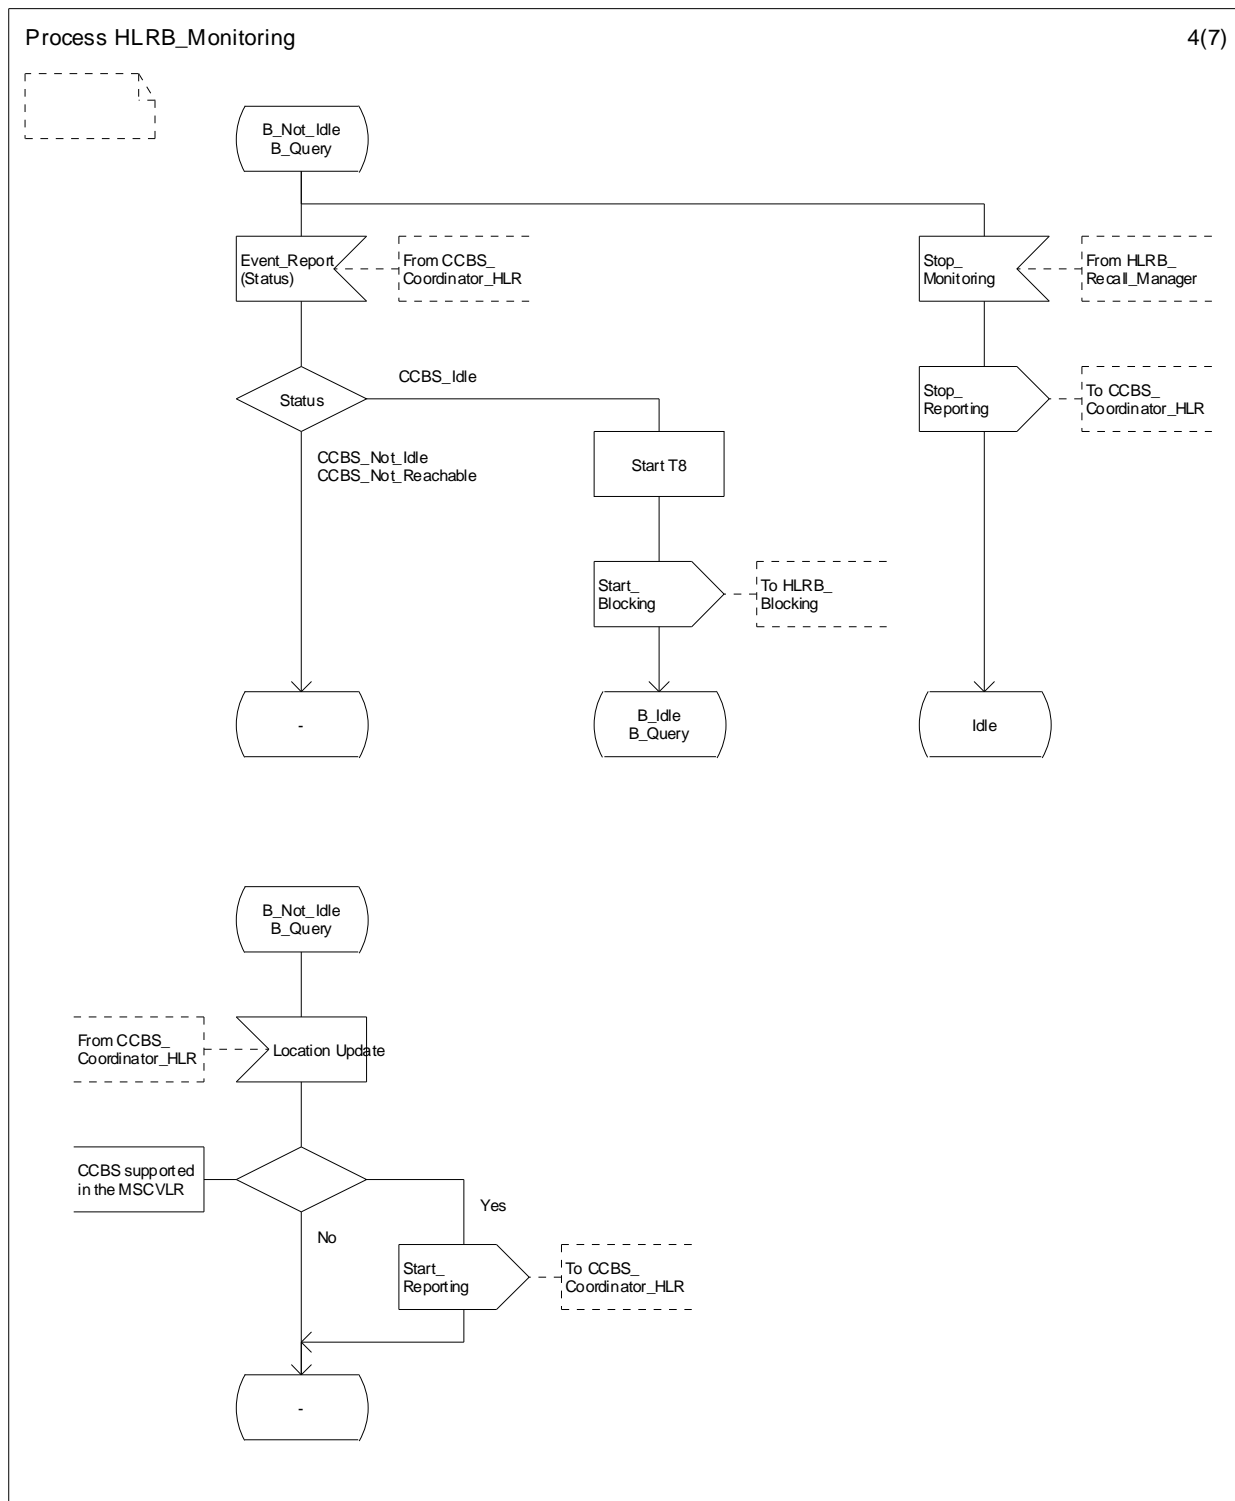 Process HLRB_Monitoring
4(7)
B_Not_Idle
B_Query
Event_Report
(Status)
From CCBS_
Coordinator_HLR
Stop_
Monitoring
From HLRB_
Recall_Manager
Status
CCBS_Idle
Stop_
Reporting
To CCBS_
Coordinator_HLR
CCBS_Not_Idle
CCBS_Not_Reachable
Start T8
Start_
Blocking
To HLRB_
Blocking
-
B_Idle
B_Query
Idle
B_Not_Idle
B_Query
From CCBS_
Coordinator_HLR
Location Update
CCBS supported
in the MSCVLR
Yes
No
Start_
Reporting
To CCBS_
Coordinator_HLR
-